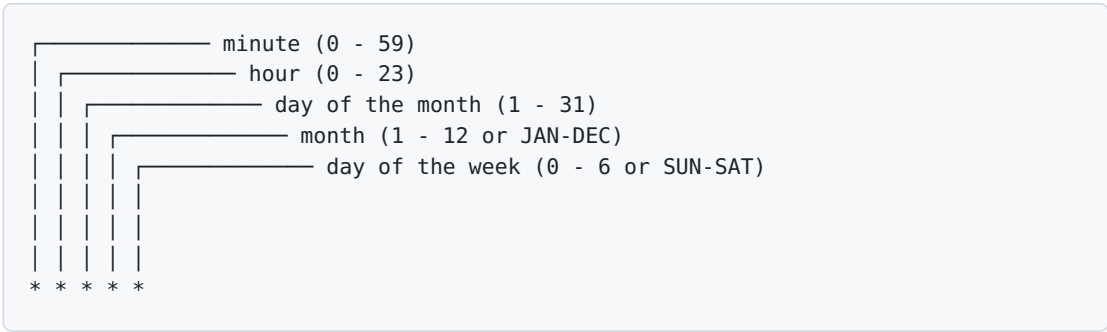 ┌───────────── minute (0 - 59)
│ ┌───────────── hour (0 - 23)
│ │ ┌───────────── day of the month (1 - 31)
│ │ │ ┌───────────── month (1 - 12 or JAN-DEC)
│ │ │ │ ┌───────────── day of the week (0 - 6 or SUN-SAT)
│ │ │ │ │
│ │ │ │ │
│ │ │ │ │
* * * * *